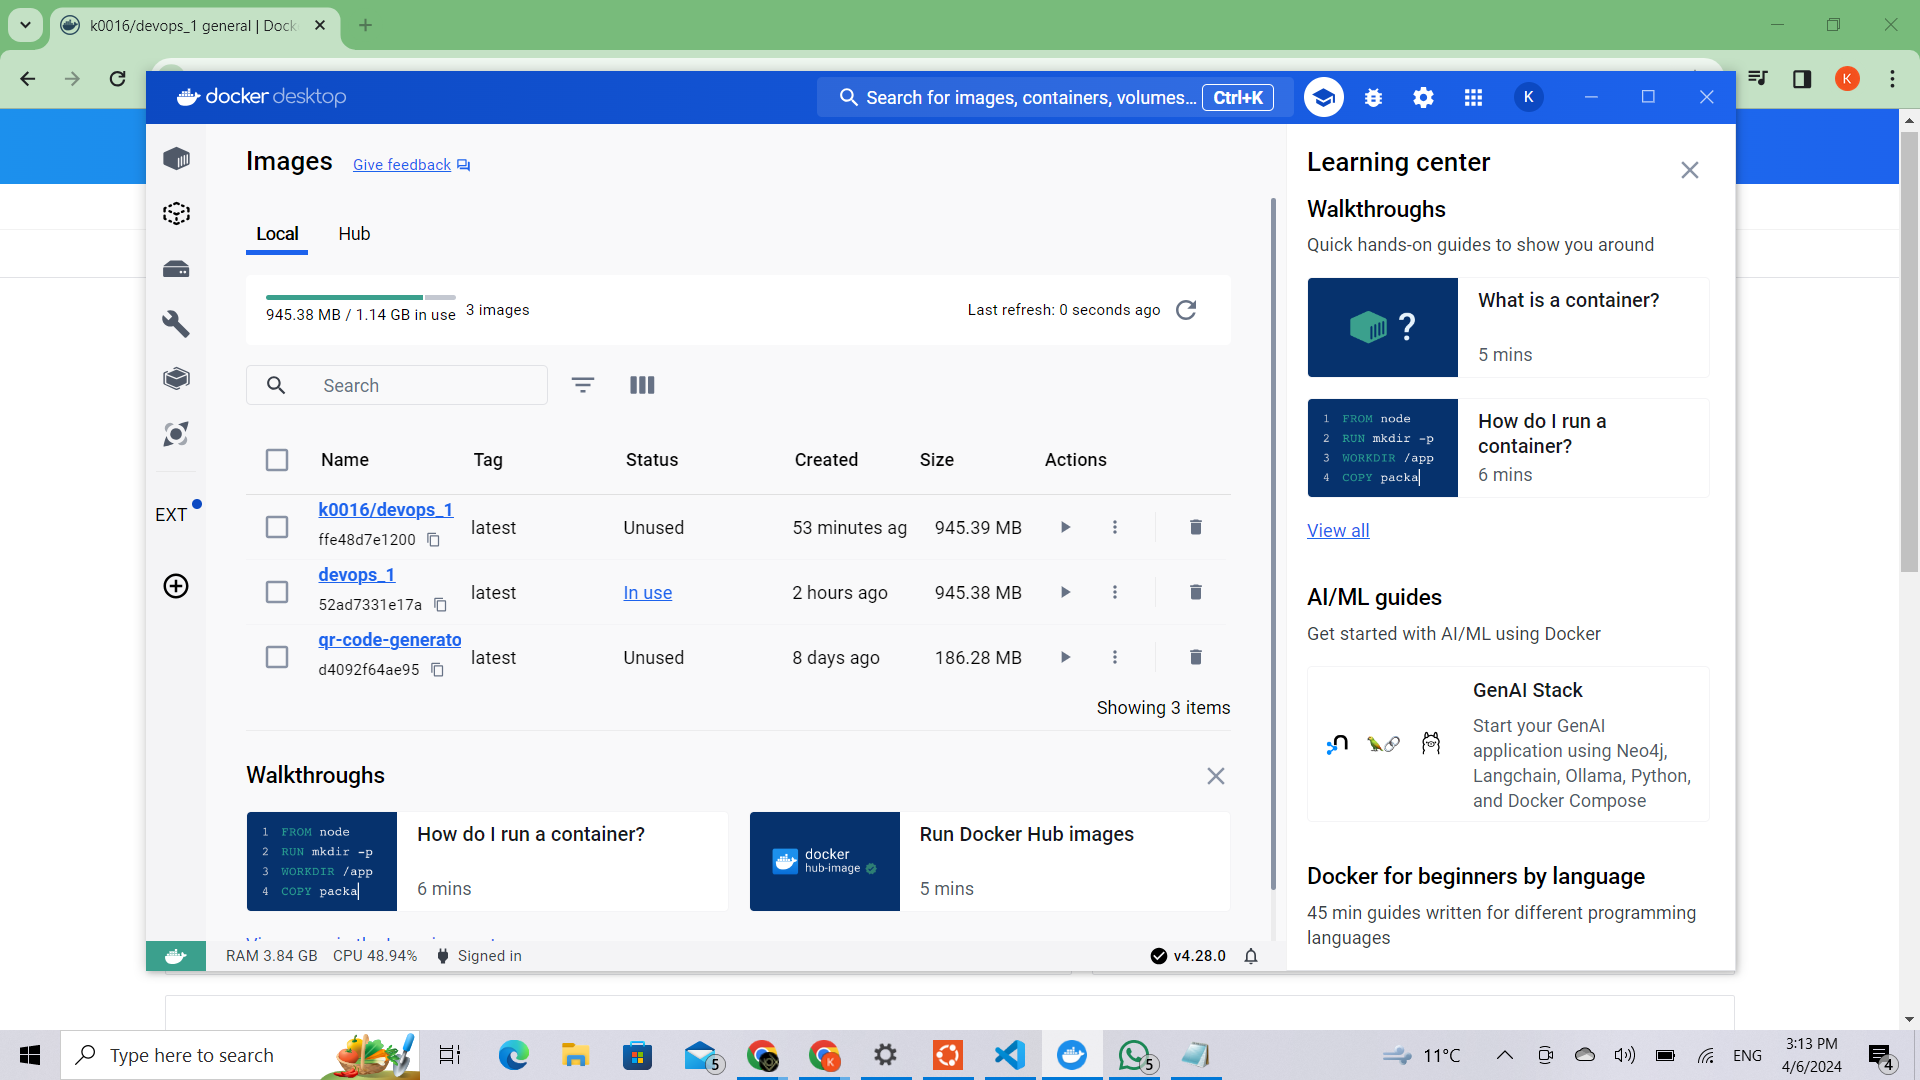 k0016/devops_1 general | Dock
K
docker desktop
Search for images, containers, volumes... Ctrl+K
K
Images Give feedback
Local Hub
945.38 MB / 1.14 GB in use 3 images
Last refresh: 0 seconds ago
Search
Name Tag Status Created Size Actions
k0016/devops_1
ffe48d7e1200
latest Unused 53 minutes ag 945.39 MB
devops_1
52ad7331e17a
latest In use 2 hours ago 945.38 MB
qr-code-generato
d4092f64ae95
latest Unused 8 days ago 186.28 MB
Showing 3 items
EXT
Walkthroughs
1 FROM node
2 RUN mkdir -p
3 WORKDIR /app
4 COPY packa
How do I run a container?
6 mins
docker
hub-image
Run Docker Hub images
5 mins
RAM 3.84 GB CPU 48.94% Signed in
v4.28.0
Learning center
Walkthroughs
Quick hands-on guides to show you around
?
What is a container?
5 mins
1 FROM node
2 RUN mkdir -p
3 WORKDIR /app
4 COPY packa
How do I run a
container?
6 mins
View all
AI/ML guides
Get started with AI/ML using Docker
GenAI Stack
Start your GenAI
application using Neo4j,
Langchain, Ollama, Python,
and Docker Compose
Docker for beginners by language
45 min guides written for different programming
languages
Type here to search
5
K
5
11°C
ENG
3:13 PM
4/6/2024
4